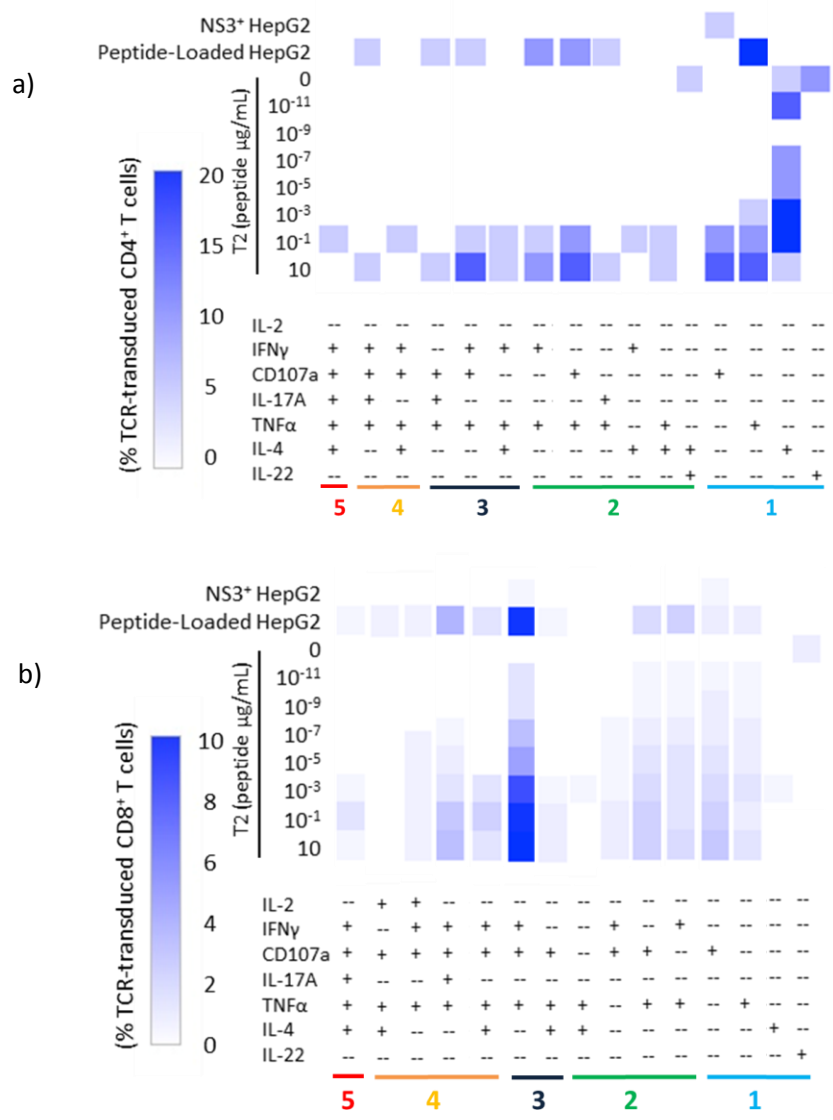 NS3⁺ HepG2
Peptide-Loaded HepG2
a)
0
10⁻¹¹
10⁻⁹
10⁻⁷
10⁻⁵
10⁻³
10⁻¹
10
T2 (peptide µg/mL)
(% TCR-transduced CD4⁺ T cells)
20
15
10
5
0
IL-2 -- -- -- -- -- -- -- -- -- -- -- -- -- -- -- --
IFNγ + + + -- + + + -- -- + -- -- -- -- -- --
CD107a + + + + + -- -- + -- -- -- -- + -- -- --
IL-17A + + -- + -- -- -- -- + -- -- -- -- -- -- --
TNFα + + + + + + + + + -- + -- -- + -- --
IL-4 + -- + -- -- + -- -- -- + + + -- -- + --
IL-22 -- -- -- -- -- -- -- -- -- -- -- + -- -- -- +
5 4 3 2 1
NS3⁺ HepG2
Peptide-Loaded HepG2
b)
0
10⁻¹¹
10⁻⁹
10⁻⁷
10⁻⁵
10⁻³
10⁻¹
10
T2 (peptide µg/mL)
(% TCR-transduced CD8⁺ T cells)
10
8
6
4
2
0
IL-2 -- + + -- -- -- -- -- -- -- -- -- -- -- --
IFNγ + -- + + + + -- -- + -- + -- -- -- --
CD107a + + + + + + + -- + + -- + -- -- --
IL-17A + -- -- + -- -- -- -- -- -- -- -- -- -- --
TNFα + + + + + + + + -- + + -- + -- --
IL-4 + + -- -- + -- + + -- -- -- -- -- + --
IL-22 -- -- -- -- -- -- -- -- -- -- -- -- -- -- +
5 4 3 2 1